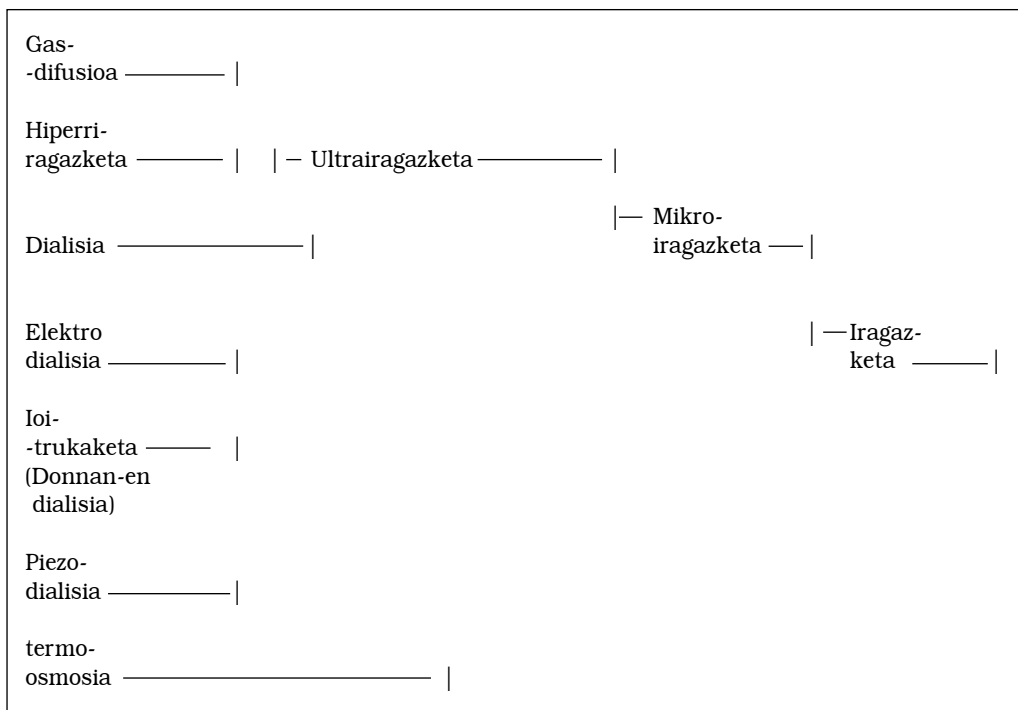 Gas-
-difusioa
Hiperri-
ragazketa
Ultrairagazketa
Mikro-
iragazketa
Dialisia
Elektro
dialisia
Iragaz-
keta
Ioi-
-trukaketa
(Donnan-en
dialisia)
Piezo-
dialisia
termo-
osmosia